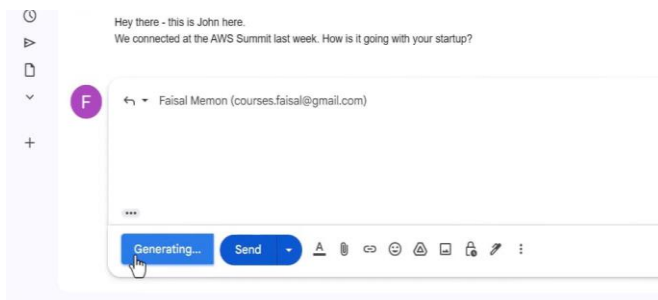 Hey there - this is John here.
We connected at the AWS Summit last week. How is it going with your startup?
F
Faisal Memon (courses.faisal@gmail.com)
Generating...
Send
A